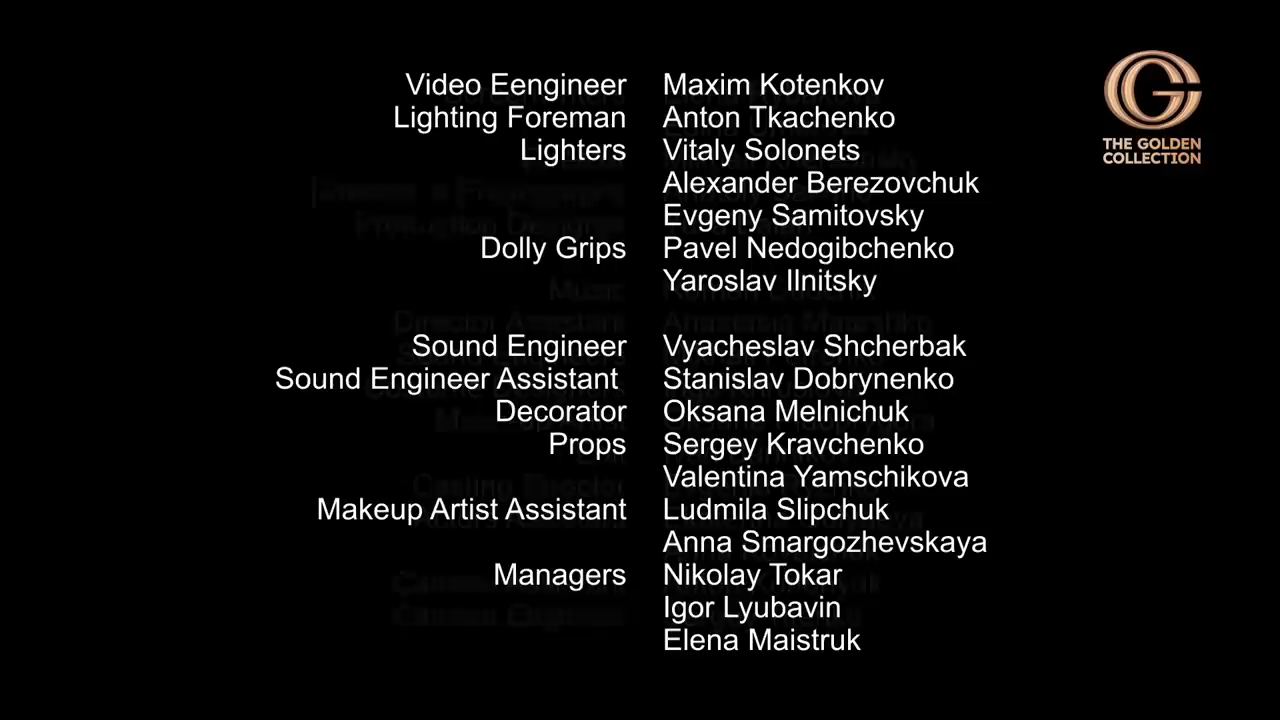 Video Eengineer Maxim Kotenkov
Lighting Foreman Anton Tkachenko
Lighters Vitaly Solonets
Alexander Berezovchuk
Evgeny Samitovsky
Dolly Grips Pavel Nedogibchenko
Yaroslav Ilnitsky
Sound Engineer Vyacheslav Shcherbak
Sound Engineer Assistant Stanislav Dobrynenko
Decorator Oksana Melnichuk
Props Sergey Kravchenko
Valentina Yamschikova
Makeup Artist Assistant Ludmila Slipchuk
Anna Smargozhevskaya
Managers Nikolay Tokar
Igor Lyubavin
Elena Maistruk
THE GOLDEN
COLLECTION